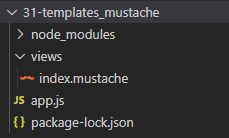 31-templates_mustache
node_modules
views
index.mustache
JS app.js
{} package-lock.json